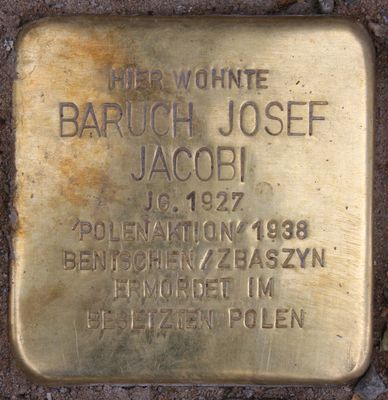 HIER WOHNTE
BARUCH JOSEF
JACOBI
JG. 1927
'POLENAKTION' 1938
BENTSCHEN/ZBASZYN
ERMORDET IM
BESETZTEN POLEN